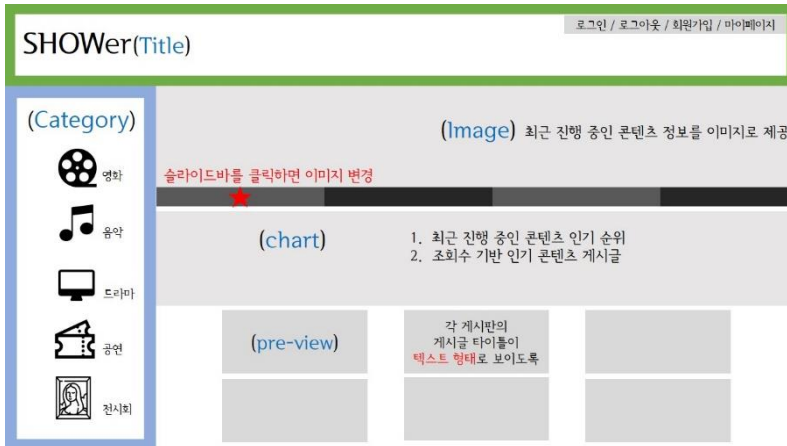 로그인 / 로그아웃 / 회원가입 / 마이페이지
SHOWer(Title)
(Category)
영화
음악
드라마
공연
전시회
(Image) 최근 진행 중인 콘텐츠 정보를 이미지로 제공
슬라이드바를 클릭하면 이미지 변경
(chart)
1. 최근 진행 중인 콘텐츠 인기 순위
2. 조회수 기반 인기 콘텐츠 게시글
(pre-view)
각 게시판의
게시글 타이틀이
텍스트 형태로 보이도록